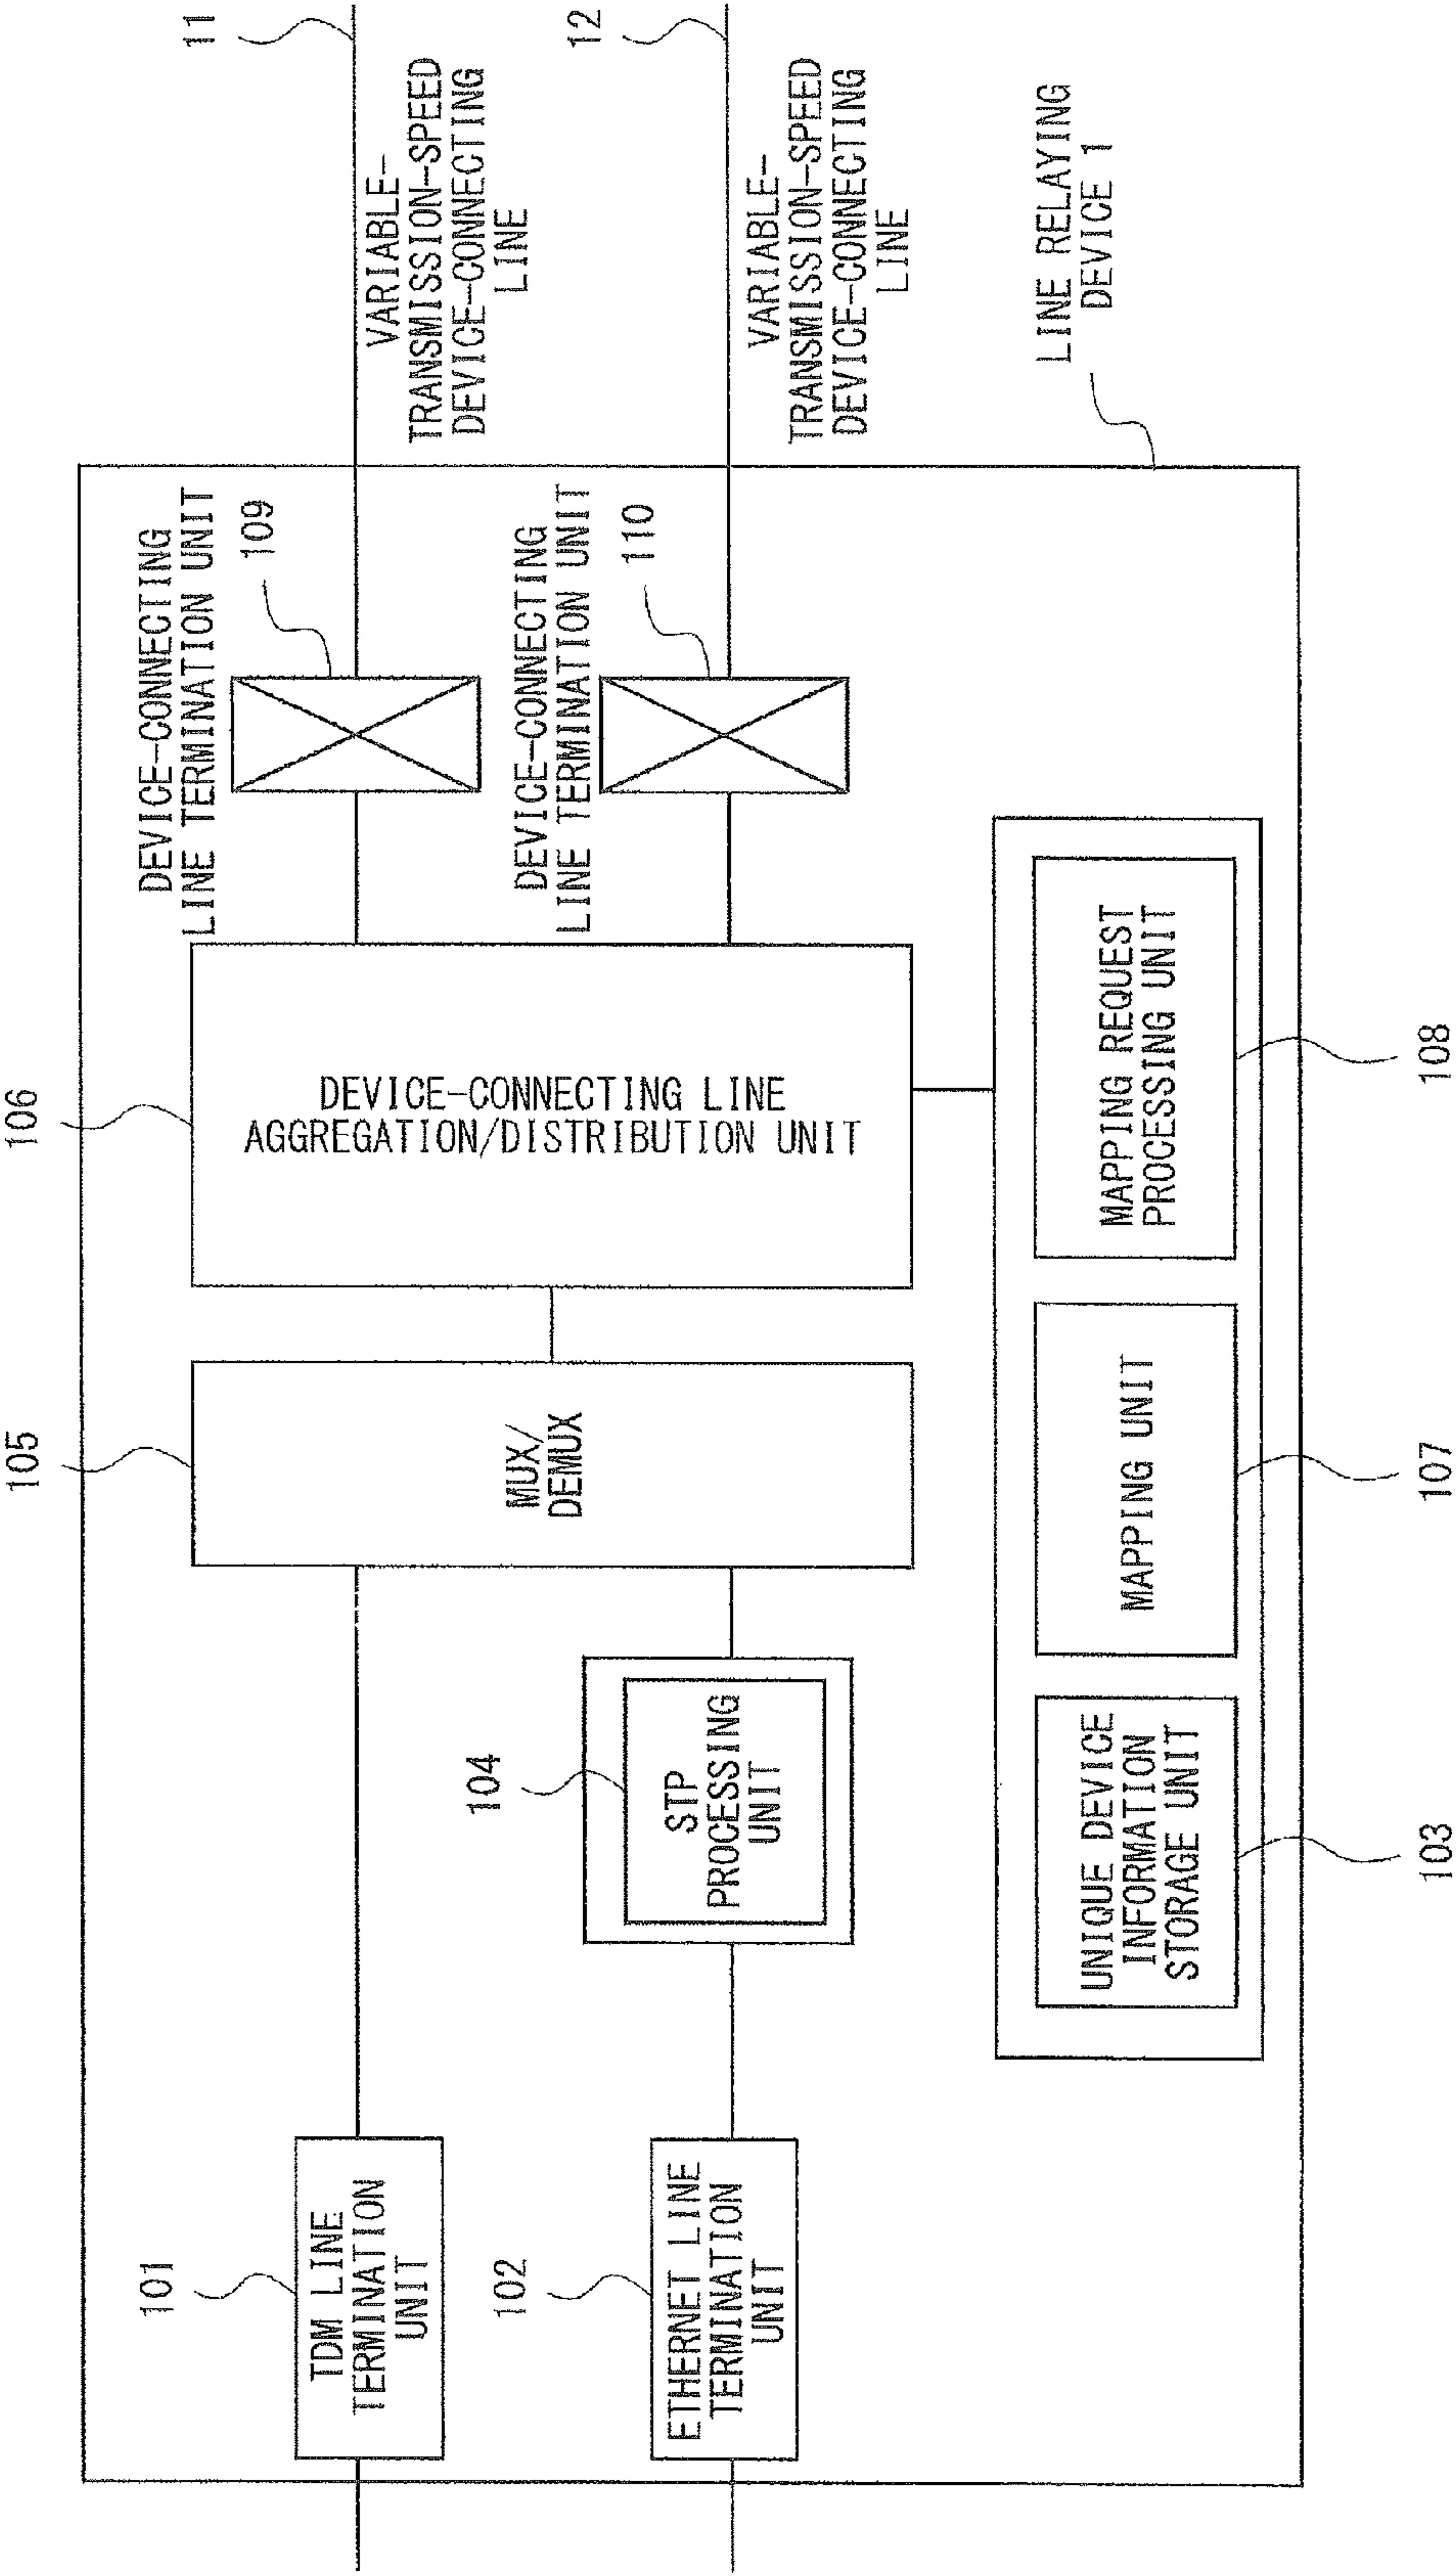 101
TDM LINE
TERMINATION
UNIT
102
ETHERNET LINE
TERMINATION
UNIT
104
STP
PROCESSING
UNIT
105
MUX/
DEMUX
106
DEVICE-CONNECTING LINE
AGGREGATION/DISTRIBUTION UNIT
DEVICE-CONNECTING
LINE TERMINATION UNIT
109
DEVICE-CONNECTING
LINE TERMINATION UNIT
110
11
VARIABLE-
TRANSMISSION-SPEED
DEVICE-CONNECTING
LINE
12
VARIABLE-
TRANSMISSION-SPEED
DEVICE-CONNECTING
LINE
UNIQUE DEVICE
INFORMATION
STORAGE UNIT
103
MAPPING UNIT
107
MAPPING REQUEST
PROCESSING UNIT
108
LINE RELAYING
DEVICE 1